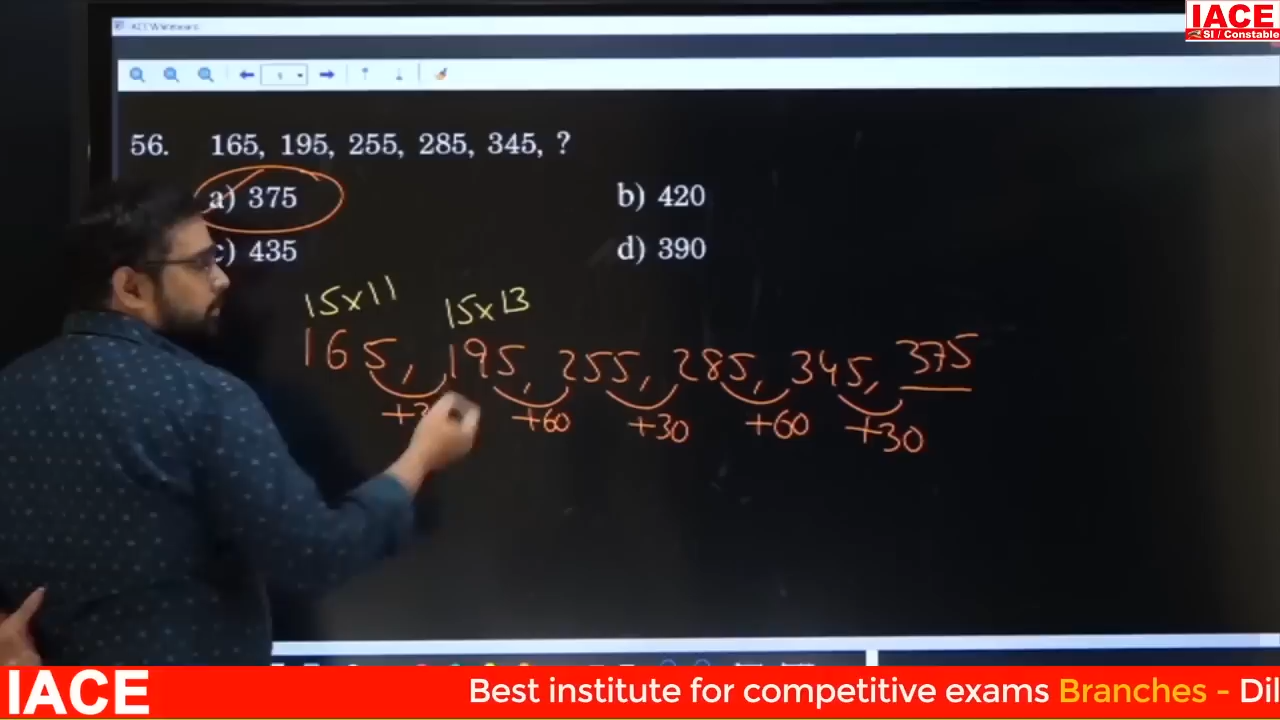 IACE
SI / Constable
56. 165, 195, 255, 285, 345, ?
a) 375 b) 420
c) 435 d) 390
15x11 15x13
165, 195, 255, 285, 345, 375
+60 +30 +60 +30
IACE Best institute for competitive exams Branches - Dil